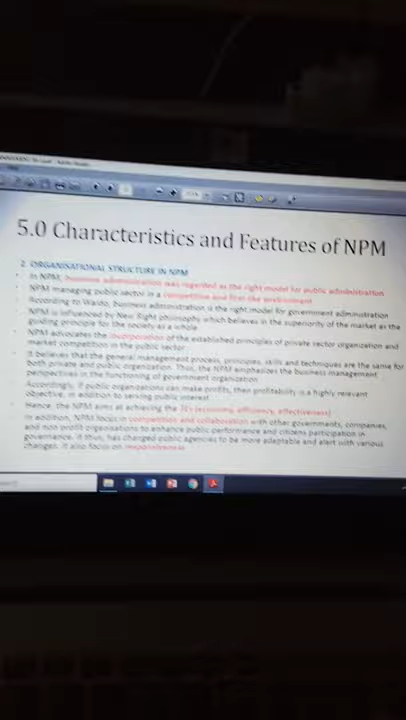 5.0 Characteristics and Features of NPM
2. ORGANISATIONAL STRUCTURE IN NPM
In NPM, business administration was regarded as the right model for public administration
NPM managing public sector in a competitive and firm-like environment
According to Waldo, business administration is the right model for government administration
NPM is influenced by New Right philosophy which believes in the superiority of the market as the
guiding principle for the society as a whole
NPM advocates the incorporation of the established principles of private sector organization and
market competition in the public sector
It believes that the general management process, principles, skills and techniques are the same for
both private and public organization. Thus, the NPM emphasizes the business management
perspectives in the functioning of government organization
Accordingly, if public organizations can make profits, then profitability is a highly relevant
objective, in addition to serving public interest
Hence, the NPM aims at achieving the 3Es (economy, efficiency, effectiveness)
In addition, NPM focus in competition and collaboration with other governments, companies,
and non profit organisations to enhance public performance and citizens participation in
governance. It thus, has charged public agencies to be more adaptable and alert with various
changes. It also focus on responsiveness